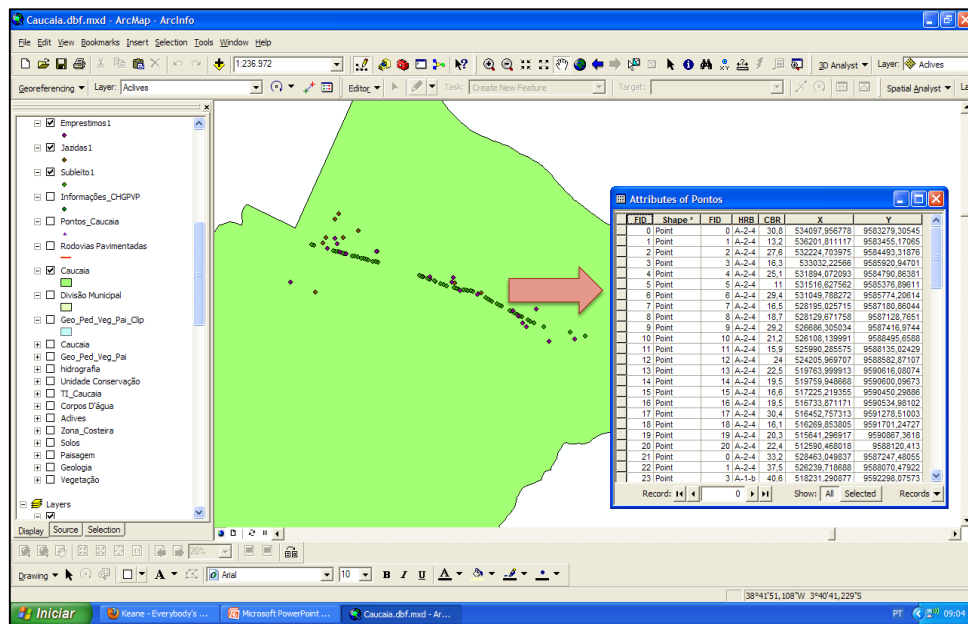 Caucaia.dbf.mxd - ArcMap - ArcInfo
File Edit View Bookmarks Insert Selection Tools Window Help
1:236.972 3D Analyst Layer: Aclives
Georeferencing Layer: Aclives Editor Task: Create New Feature Target: Spatial Analyst La
Emprestimos1
Jazidas1
Subleito1
Informações_CHGPVP
Pontos_Caucaia
Rodovias Pavimentadas
Caucaia
Divisão Municipal
Geo_Ped_Veg_Pai_Clip
Caucaia
Geo_Ped_Veg_Pai
hidrografia
Unidade Conservação
TI_Caucaia
Corpos D'água
Aclives
Zona_Costeira
Solos
Paisagem
Geologia
Vegetação
Layers
Display Source Selection
Attributes of Pontos
FID Shape * FID HRB CBR X Y
0 Point 0 A-2-4 30,8 534097,956778 9583279,30545
1 Point 1 A-2-4 13,2 536201,811117 9583455,17065
2 Point 2 A-2-4 27,6 532224,703975 9584493,31876
3 Point 3 A-2-4 16,3 533032,22566 9585920,94701
4 Point 4 A-2-4 25,1 531894,072093 9584790,86381
5 Point 5 A-2-4 11 531516,627562 9585376,89611
6 Point 6 A-2-4 29,4 531049,788272 9585774,20614
7 Point 7 A-2-4 16,5 528195,025715 9587180,86044
8 Point 8 A-2-4 18,7 528129,671758 9587128,7651
9 Point 9 A-2-4 29,2 526686,305034 9587416,9744
10 Point 10 A-2-4 21,2 526108,139991 9588495,6588
11 Point 11 A-2-4 15,9 525990,285575 9588135,02429
12 Point 12 A-2-4 24 524205,969707 9588582,87107
13 Point 13 A-2-4 22,5 519763,999913 9590616,08074
14 Point 14 A-2-4 19,5 519759,948668 9590600,09673
15 Point 15 A-2-4 16,6 517225,219355 9590450,29886
16 Point 16 A-2-4 19,5 516733,871171 9590534,98102
17 Point 17 A-2-4 30,4 516452,757313 9591278,51003
18 Point 18 A-2-4 16,1 516269,853805 9591701,24727
19 Point 19 A-2-4 20,3 515641,296917 9590867,3618
20 Point 20 A-2-4 22,4 512590,468018 9588120,413
21 Point 0 A-2-4 33,2 528463,049837 9587247,48055
22 Point 1 A-2-4 37,5 526239,718688 9588070,47922
23 Point 3 A-1-b 40,6 518231,290877 9592298,07573
Record: 0 Show: All Selected Records
20%
Drawing A Arial 10 B I U A
38°41'51,108"W 3°40'41,229"S
Iniciar Keane - Everybody's ... Microsoft PowerPoint ... Caucaia.dbf.mxd - Ar... PT 09:04